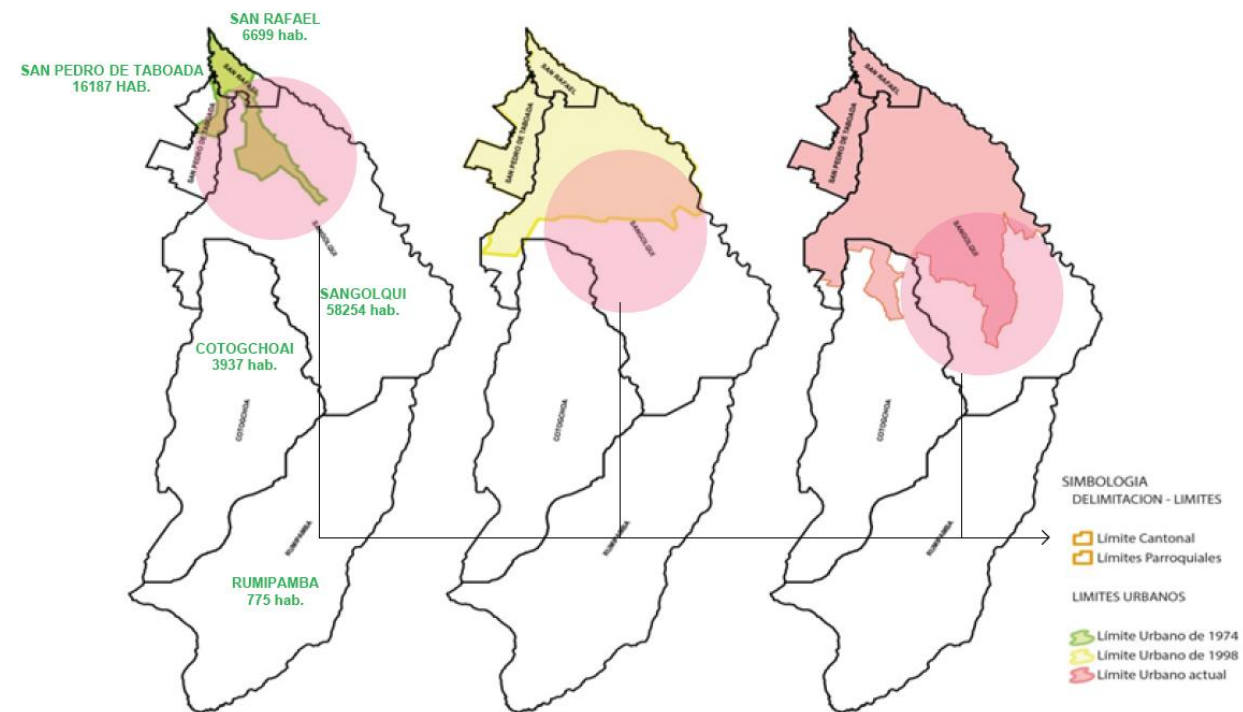 SAN RAFAEL
6699 hab.
SAN PEDRO DE TABOADA
16187 HAB.
SANGOLQUI
58254 hab.
COTOGCHOAI
3937 hab.
RUMIPAMBA
775 hab.
SAN RAFAEL
SAN PEDRO DE TABOADA
SANGOLQUI
COTOGCHOA
RUMIPAMBA
SAN RAFAEL
SAN PEDRO DE TABOADA
SANGOLQUI
COTOGCHOA
RUMIPAMBA
SAN RAFAEL
SAN PEDRO DE TABOADA
SANGOLQUI
COTOGCHOA
RUMIPAMBA
SIMBOLOGIA
DELIMITACION - LIMITES
Límite Cantonal
Límites Parroquiales
LIMITES URBANOS
Límite Urbano de 1974
Límite Urbano de 1998
Límite Urbano actual